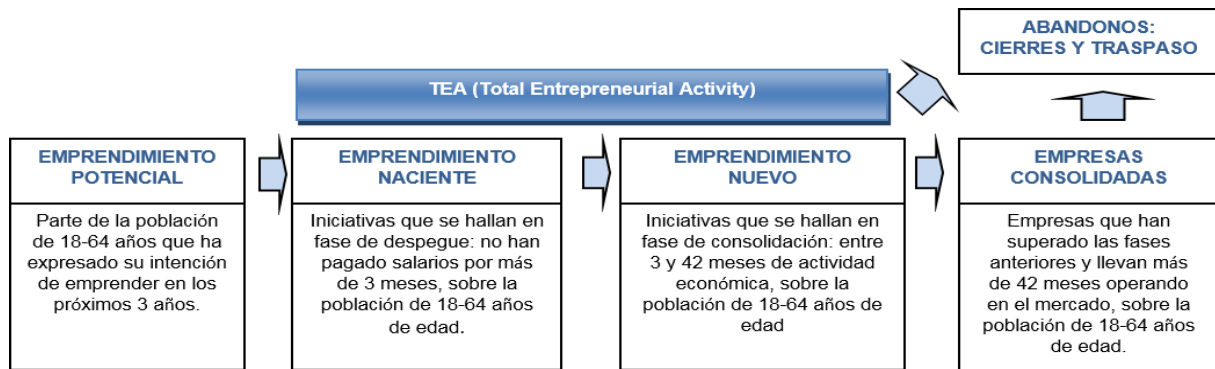 ABANDONOS:
CIERRES Y TRASPASO
TEA (Total Entrepreneurial Activity)
EMPRENDIMIENTO
POTENCIAL
Parte de la población
de 18-64 años que ha
expresado su intención
de emprender en los
próximos 3 años.
EMPRENDIMIENTO
NACIENTE
Iniciativas que se hallan en
fase de despegue: no han
pagado salarios por más
de 3 meses, sobre la
población de 18-64 años
de edad.
EMPRENDIMIENTO
NUEVO
Iniciativas que se hallan en
fase de consolidación: entre
3 y 42 meses de actividad
económica, sobre la
población de 18-64 años de
edad
EMPRESAS
CONSOLIDADAS
Empresas que han
superado las fases
anteriores y llevan más
de 42 meses operando
en el mercado, sobre la
población de 18-64 años
de edad.